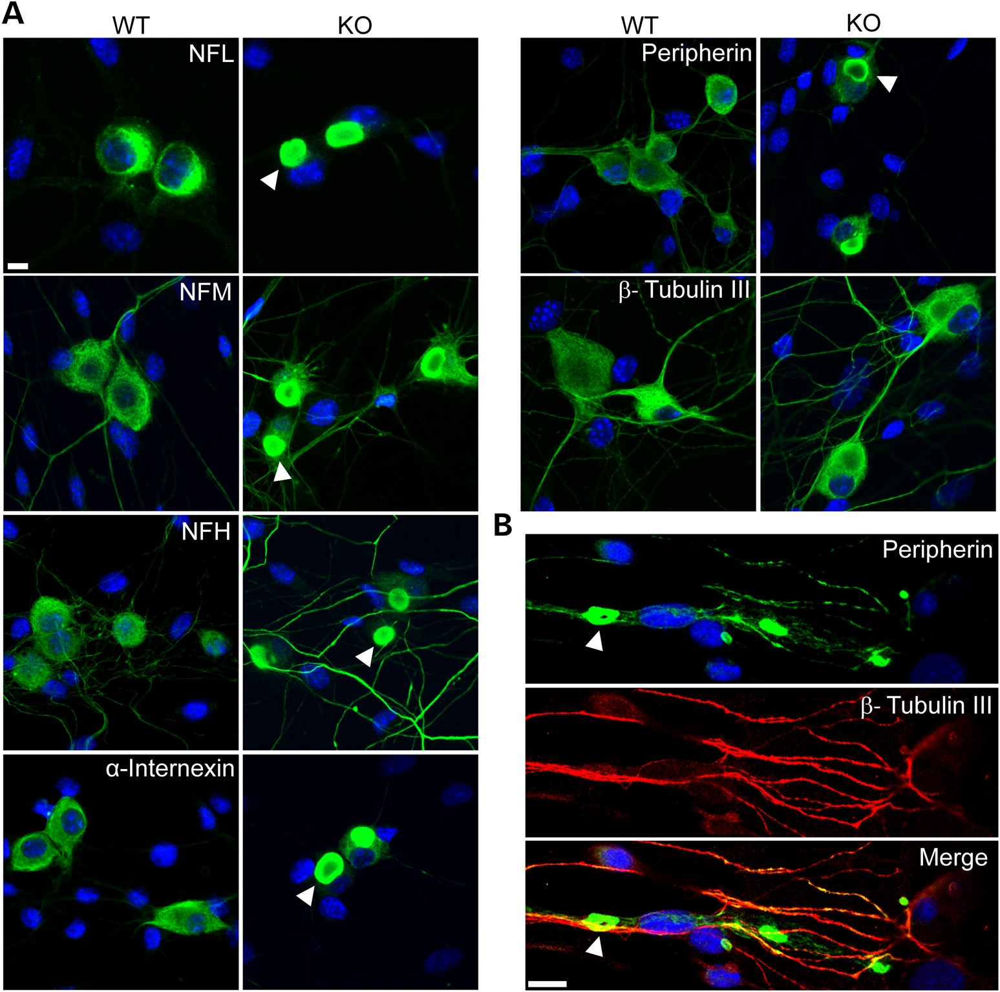 A
WT
KO
WT
KO
NFL
Peripherin
NFM
β- Tubulin III
NFH
α-Internexin
B
Peripherin
β- Tubulin III
Merge